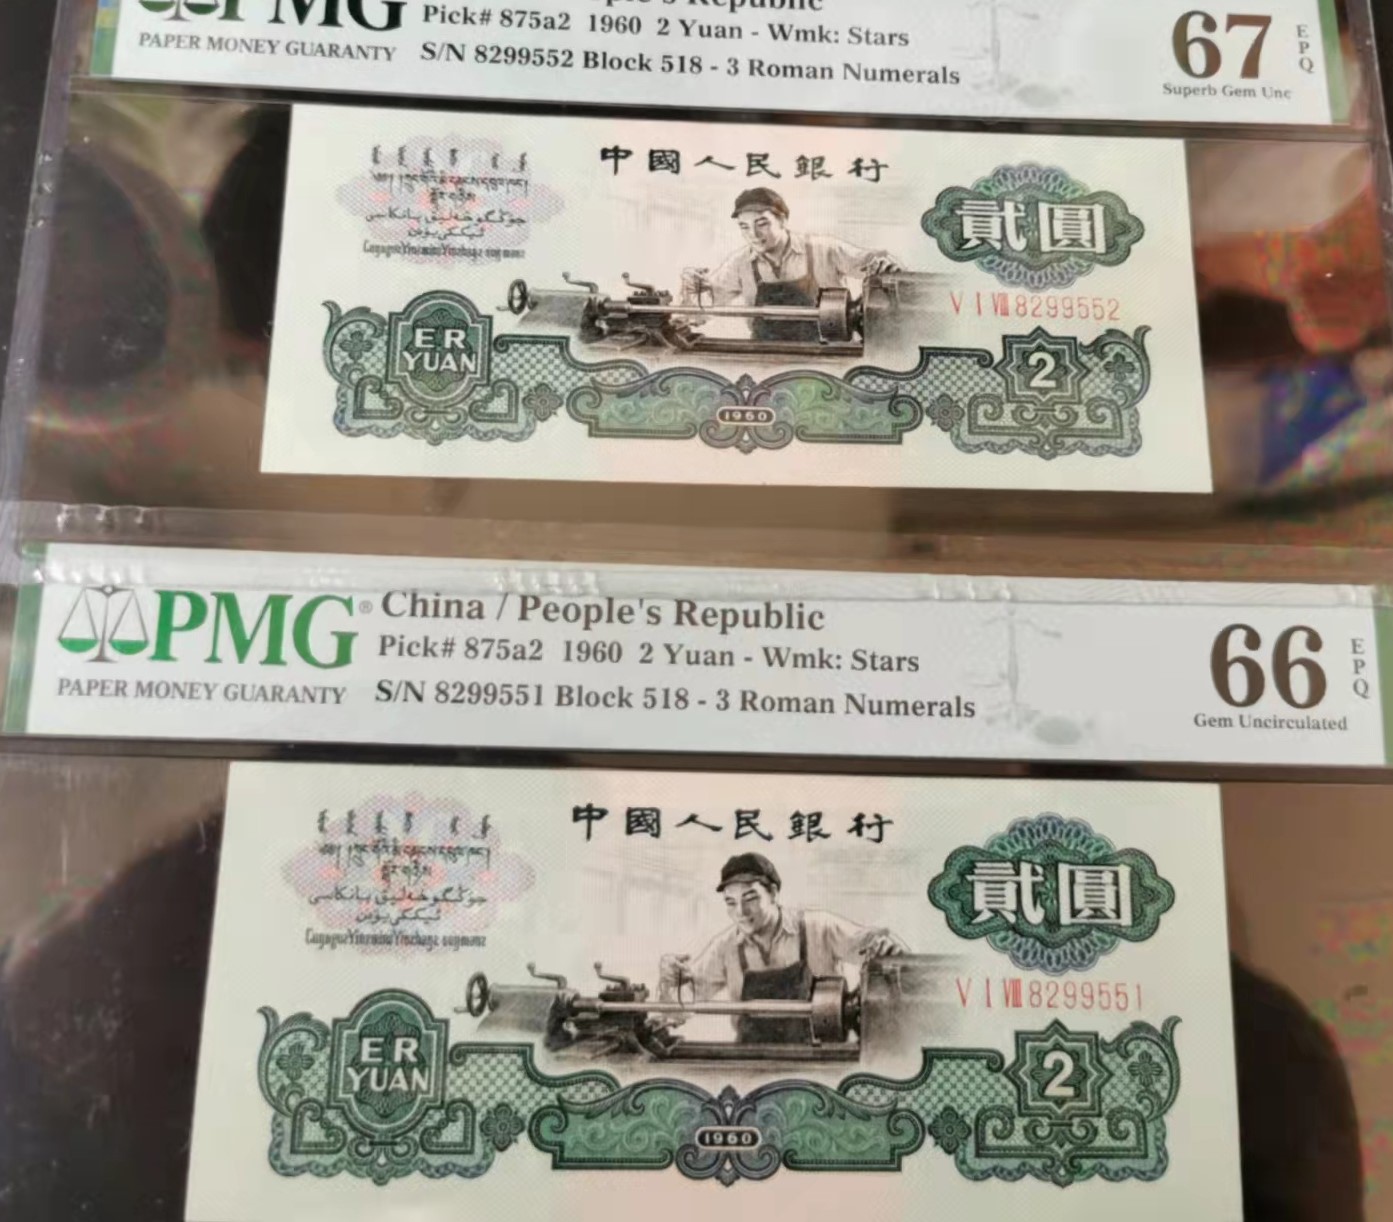 PMG
People's Republic
Pick# 875a2 1960 2 Yuan - Wmk: Stars
PAPER MONEY GUARANTY
S/N 8299552 Block 518 - 3 Roman Numerals
67
EPQ
Superb Gem Unc
中國人民銀行
貳圓
V I VIII 8299552
ER
YUAN
2
1960
PMG®
China / People's Republic
Pick# 875a2 1960 2 Yuan - Wmk: Stars
PAPER MONEY GUARANTY
S/N 8299551 Block 518 - 3 Roman Numerals
66
EPQ
Gem Uncirculated
中國人民銀行
貳圓
V I VIII 8299551
ER
YUAN
2
1960